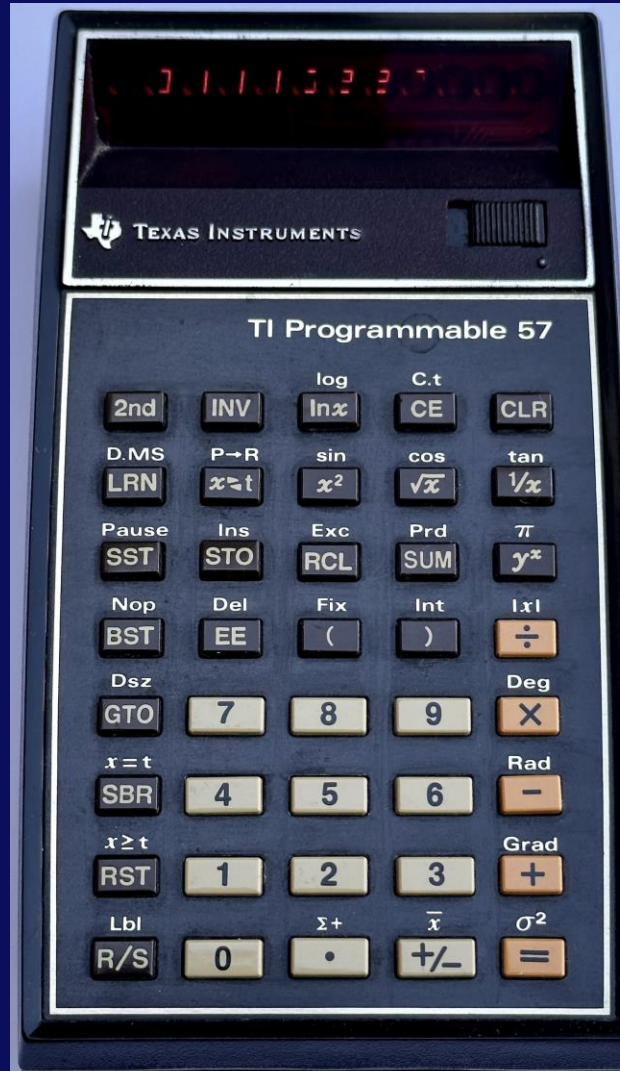 TEXAS INSTRUMENTS
TI Programmable 57
log C.t
2nd INV lnx CE CLR
D.MS P→R sin cos tan
LRN x⇄t x² √x 1/x
Pause Ins Exc Prd π
SST STO RCL SUM yˣ
Nop Del Fix Int |x|
BST EE ( ) ÷
Dsz Deg
GTO 7 8 9 ×
x=t Rad
SBR 4 5 6 −
x≥t Grad
RST 1 2 3 +
Lbl Σ+ x̅ σ²
R/S 0 . +/− =